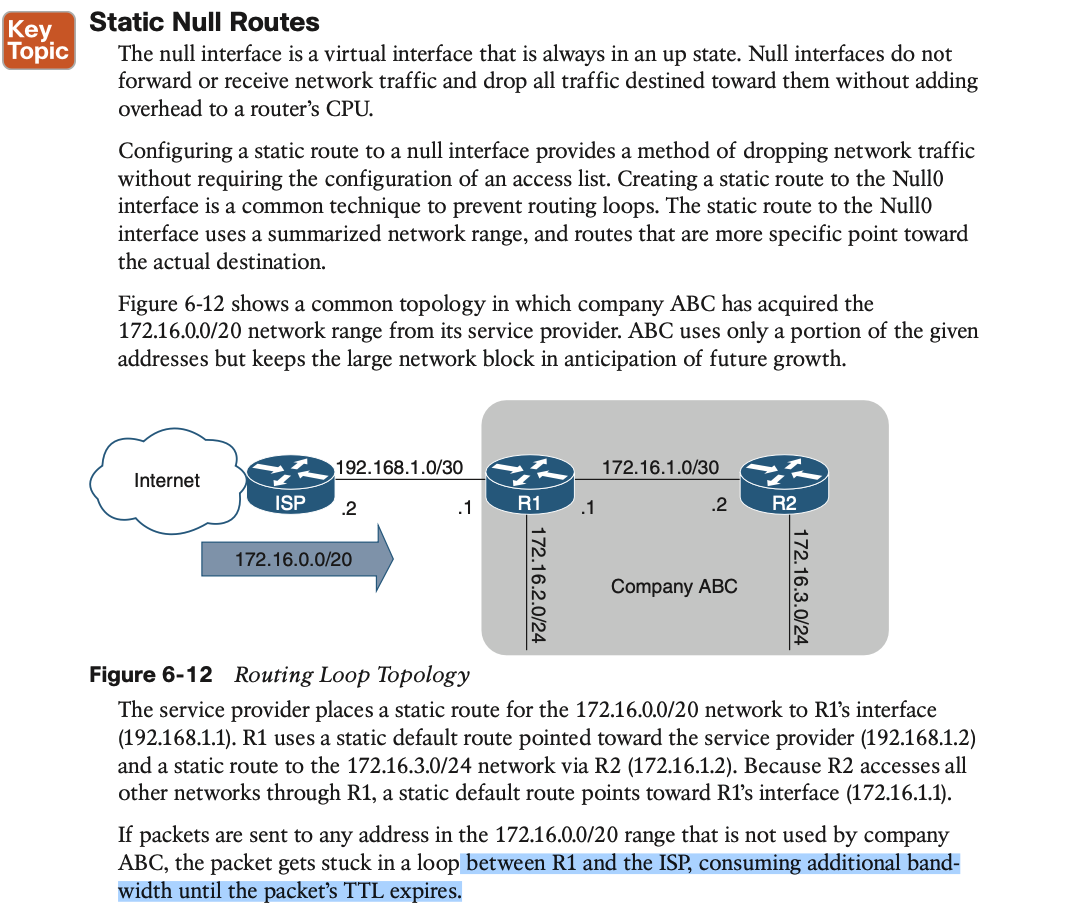 Key
Topic
Static Null Routes
The null interface is a virtual interface that is always in an up state. Null interfaces do not
forward or receive network traffic and drop all traffic destined toward them without adding
overhead to a router’s CPU.
Configuring a static route to a null interface provides a method of dropping network traffic
without requiring the configuration of an access list. Creating a static route to the Null0
interface is a common technique to prevent routing loops. The static route to the Null0
interface uses a summarized network range, and routes that are more specific point toward
the actual destination.
Figure 6-12 shows a common topology in which company ABC has acquired the
172.16.0.0/20 network range from its service provider. ABC uses only a portion of the given
addresses but keeps the large network block in anticipation of future growth.
Internet
ISP
192.168.1.0/30
.2
.1
R1
172.16.1.0/30
.1
.2
R2
172.16.0.0/20
172.16.2.0/24
Company ABC
172.16.3.0/24
Figure 6-12 Routing Loop Topology
The service provider places a static route for the 172.16.0.0/20 network to R1’s interface
(192.168.1.1). R1 uses a static default route pointed toward the service provider (192.168.1.2)
and a static route to the 172.16.3.0/24 network via R2 (172.16.1.2). Because R2 accesses all
other networks through R1, a static default route points toward R1’s interface (172.16.1.1).
If packets are sent to any address in the 172.16.0.0/20 range that is not used by company
ABC, the packet gets stuck in a loop between R1 and the ISP, consuming additional band-
width until the packet’s TTL expires.